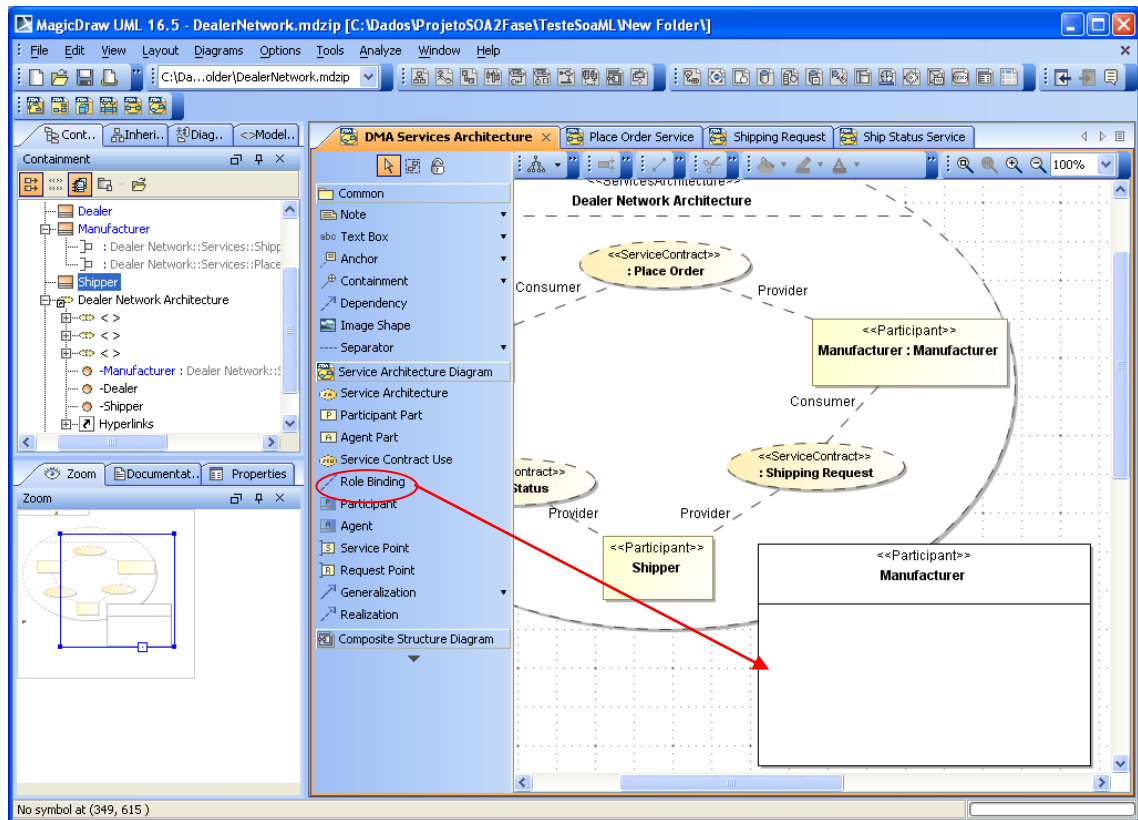 MagicDraw UML 16.5 - DealerNetwork.mdzip [C:\Dados\ProjetoSOA2Fase\TesteSoaML\New Folder\]
File Edit View Layout Diagrams Options Tools Analyze Window Help
C:\Da...older\DealerNetwork.mdzip
Cont.. Inheri.. Diag.. <>Model..
DMA Services Architecture Place Order Service Shipping Request Ship Status Service
Containment
100%
Dealer
Manufacturer
: Dealer Network::Services::Shipp
: Dealer Network::Services::Place
Shipper
Dealer Network Architecture
< >
< >
< >
-Manufacturer : Dealer Network::S
-Dealer
-Shipper
Hyperlinks
Zoom Documentat.. Properties
Zoom
Common
Note
abc Text Box
Anchor
Containment
Dependency
Image Shape
Separator
Service Architecture Diagram
Service Architecture
P Participant Part
A Agent Part
Service Contract Use
Role Binding
Participant
Agent
S Service Point
R Request Point
Generalization
Realization
Composite Structure Diagram
<<ServicesArchitecture>>
Dealer Network Architecture
<<ServiceContract>>
: Place Order
Consumer
Provider
<<Participant>>
Manufacturer : Manufacturer
Consumer
<<ServiceContract>>
: Shipping Request
ontract>>
Status
Provider
Provider
<<Participant>>
Shipper
<<Participant>>
Manufacturer
No symbol at (349, 615 )